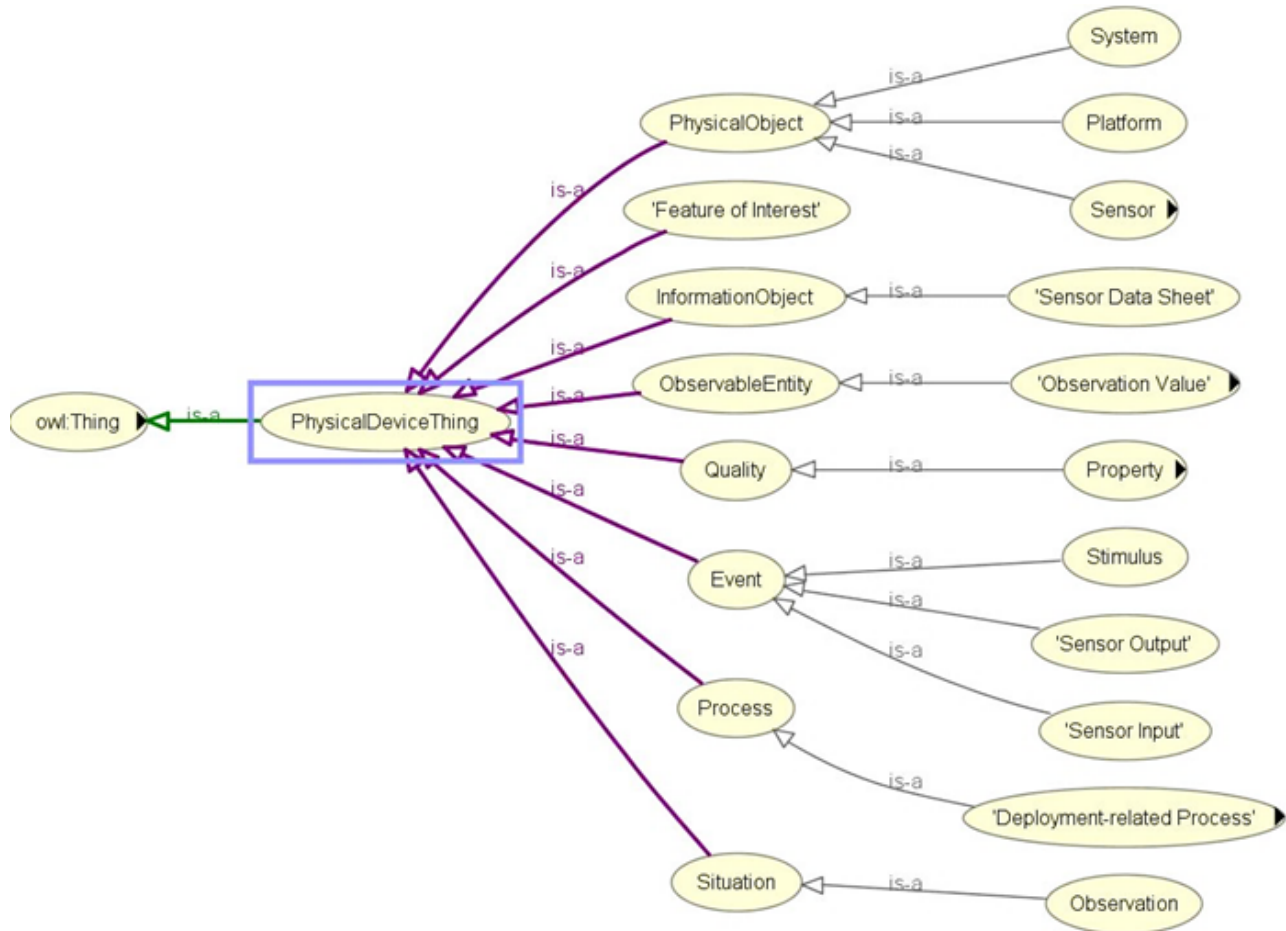 System
is-a
PhysicalObject
is-a
Platform
is-a
Sensor
is-a
'Feature of Interest'
is-a
InformationObject
is-a
'Sensor Data Sheet'
is-a
ObservableEntity
is-a
'Observation Value'
is-a
owl:Thing
is-a
PhysicalDeviceThing
is-a
Quality
is-a
Property
is-a
Event
is-a
Stimulus
is-a
'Sensor Output'
is-a
'Sensor Input'
is-a
Process
is-a
'Deployment-related Process'
is-a
Situation
is-a
Observation